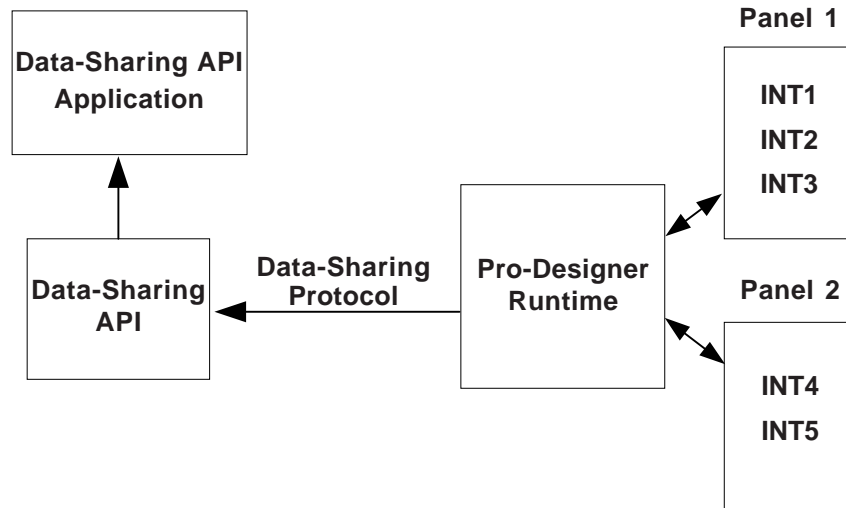 Data-Sharing API
Application
Data-Sharing
API
Data-Sharing
Protocol
Pro-Designer
Runtime
Panel 1
INT1
INT2
INT3
Panel 2
INT4
INT5